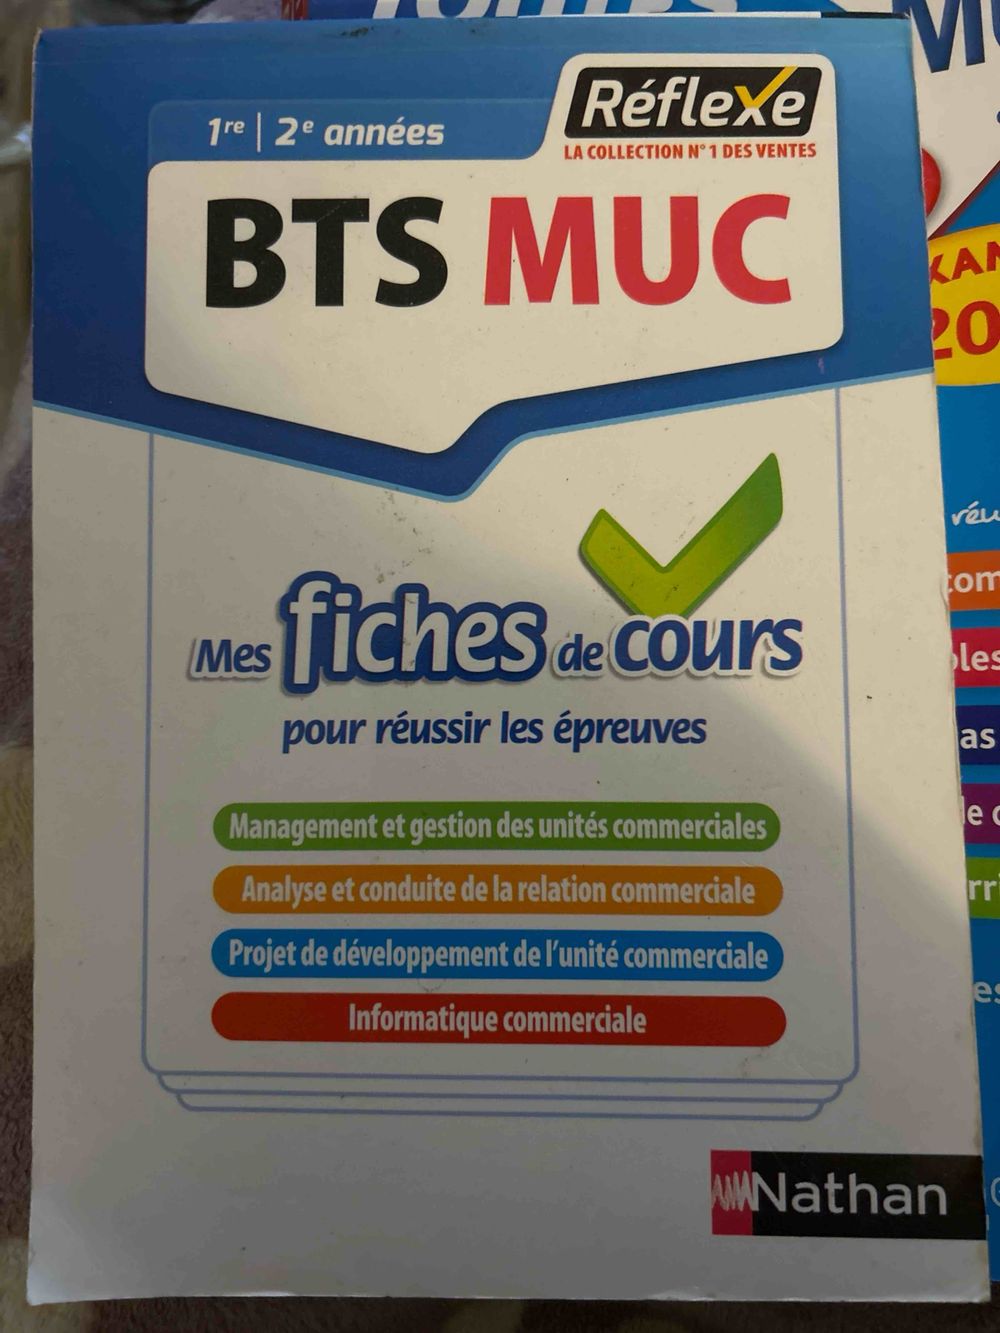 1re | 2e années
Réflexe
LA COLLECTION N° 1 DES VENTES
BTS MUC
Mes fiches de cours
pour réussir les épreuves
Management et gestion des unités commerciales
Analyse et conduite de la relation commerciale
Projet de développement de l'unité commerciale
Informatique commerciale
Nathan